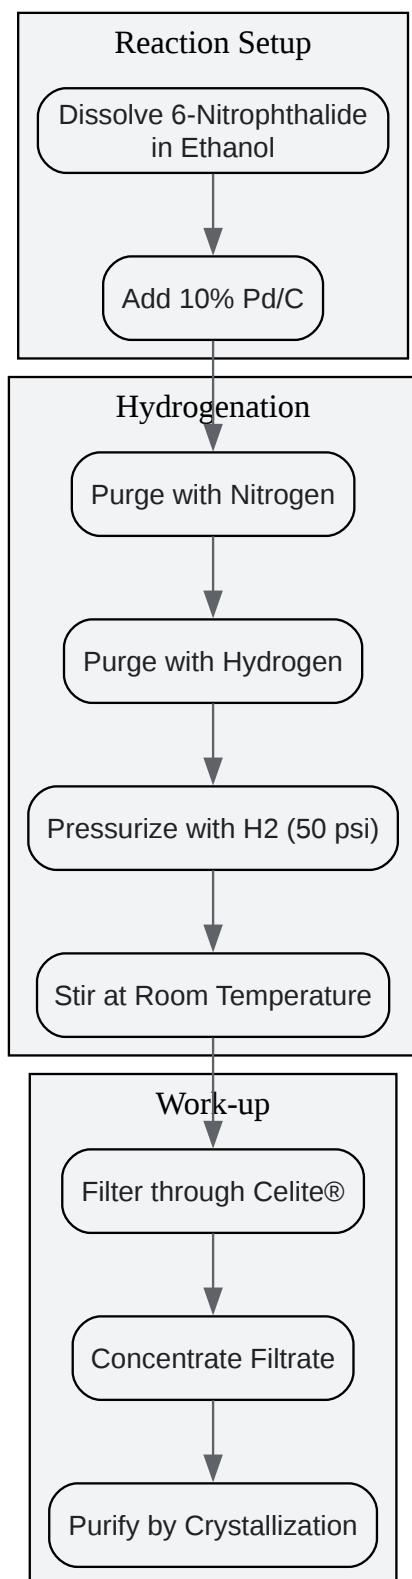 Reaction Setup
Dissolve 6-Nitrophthalide
in Ethanol
Add 10% Pd/C
Hydrogenation
Purge with Nitrogen
Purge with Hydrogen
Pressurize with H2 (50 psi)
Stir at Room Temperature
Work-up
Filter through Celite®
Concentrate Filtrate
Purify by Crystallization